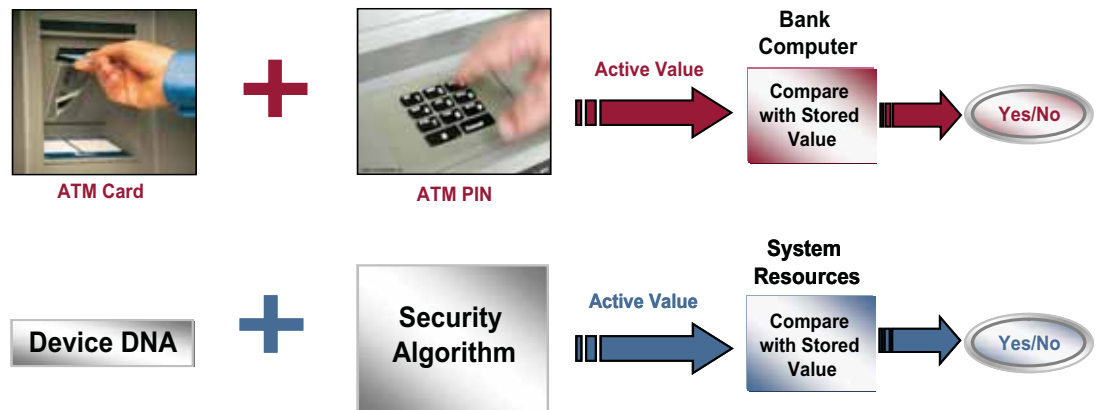 Bank
Computer
Active Value
Compare
with Stored
Value
Yes/No
ATM Card
ATM PIN
System
Resources
Device DNA
Security
Algorithm
Active Value
Compare
with Stored
Value
Yes/No